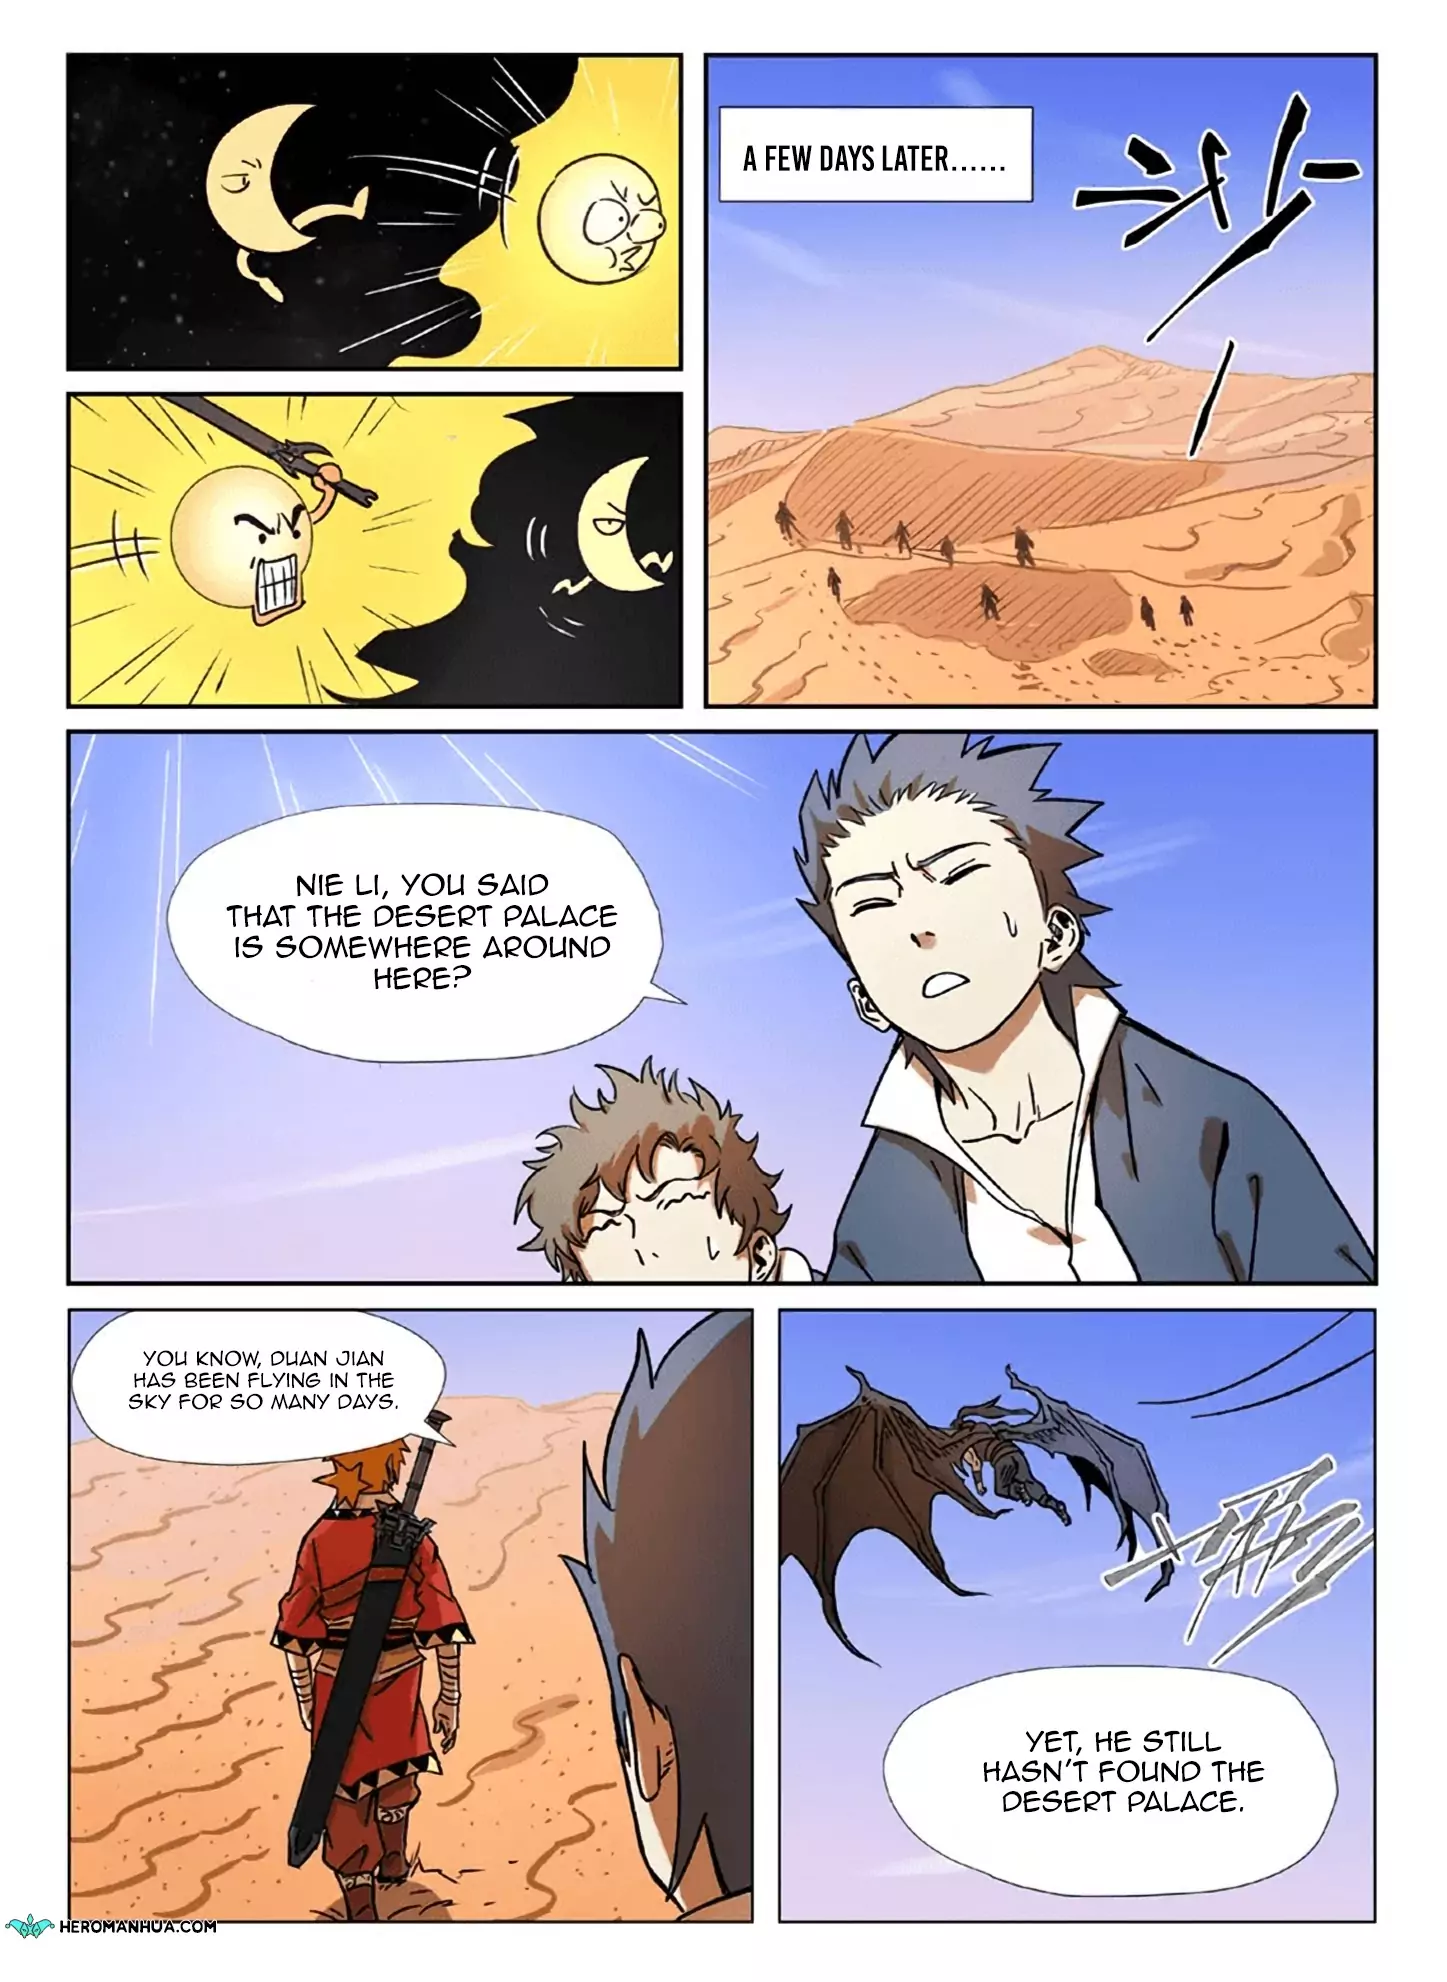 A FEW DAYS LATER......
NIE LI, YOU SAID
THAT THE DESERT PALACE
IS SOMEWHERE AROUND
HERE?
YOU KNOW, DUAN JIAN
HAS BEEN FLYING IN THE
SKY FOR SO MANY DAYS.
YET, HE STILL
HASN'T FOUND THE
DESERT PALACE.
HEROMANHUA.COM